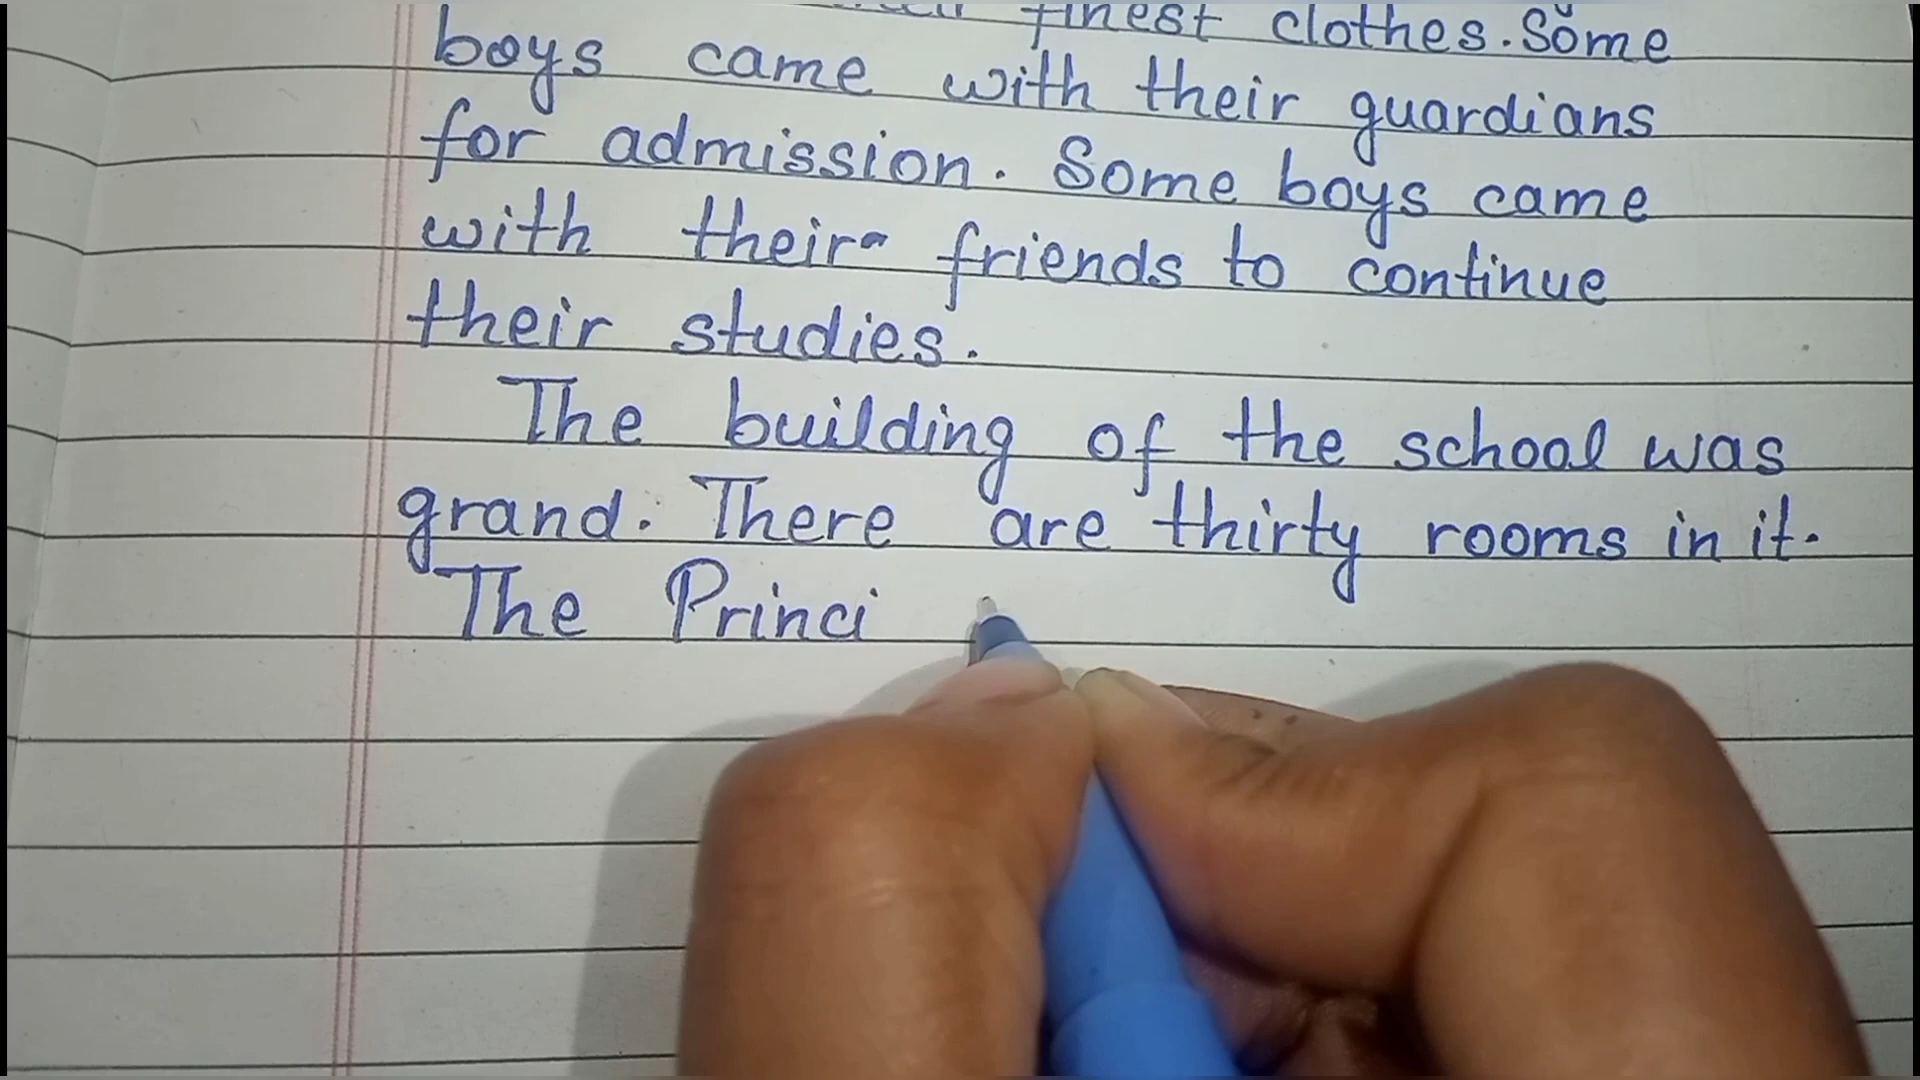 finest clothes. Some
boys came with their guardians
for admission. Some boys came
with their friends to continue
their studies.
The building of the school was
grand. There are thirty rooms in it.
The Princi